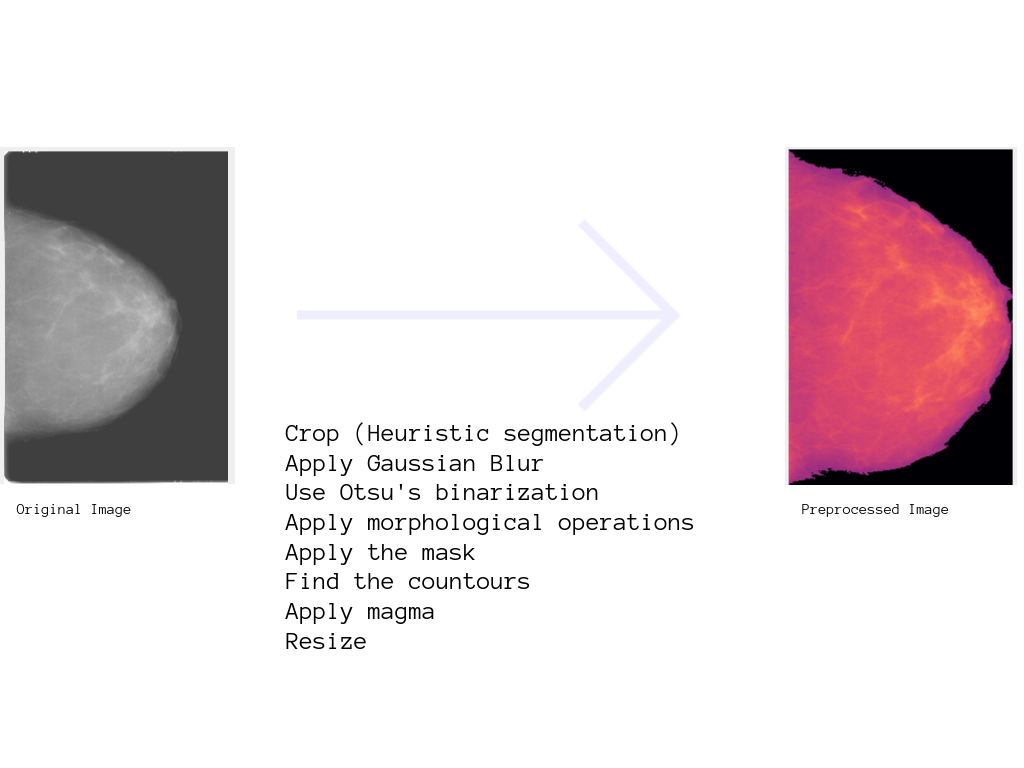 Crop (Heuristic segmentation)
Apply Gaussian Blur
Use Otsu's binarization
Apply morphological operations
Apply the mask
Find the countours
Apply magma
Resize
Original Image
Preprocessed Image